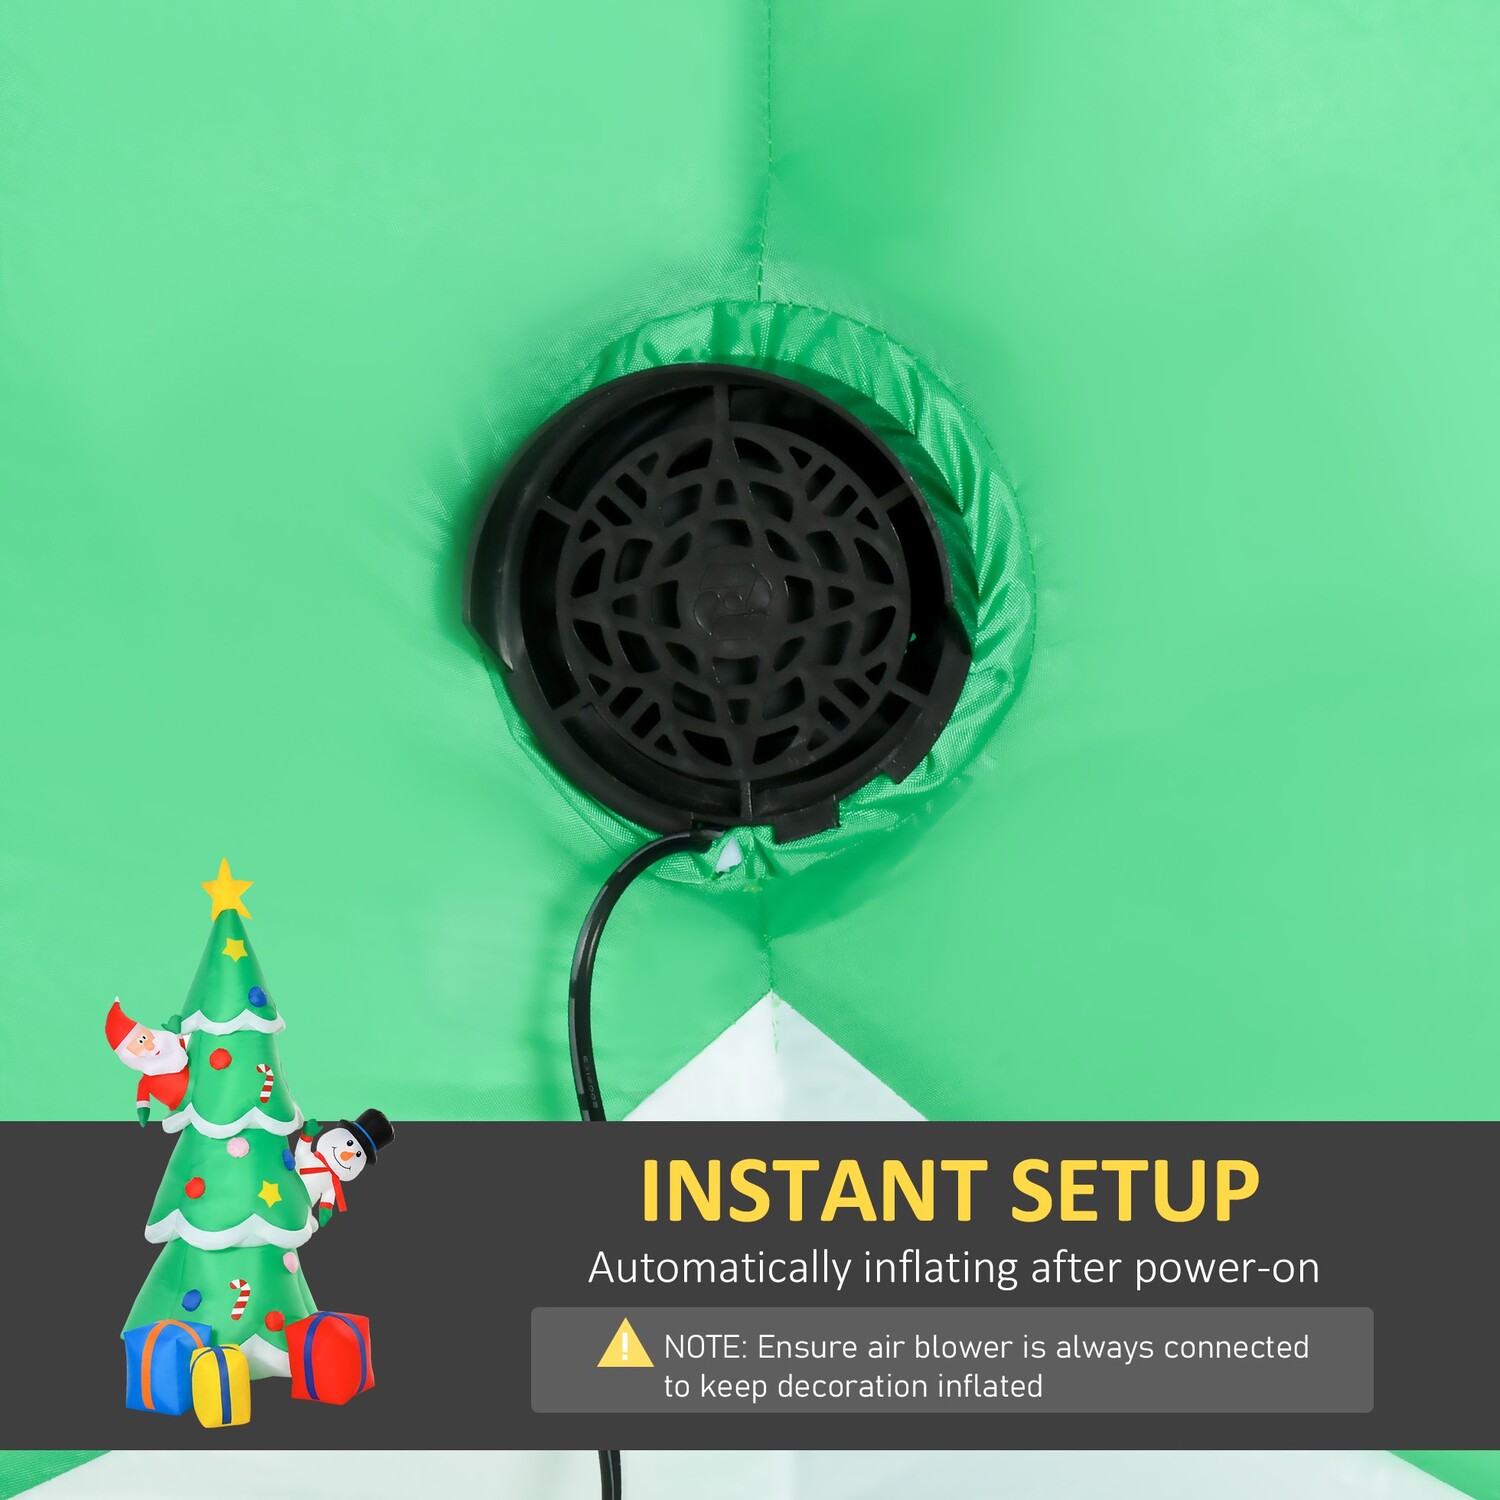 INSTANT SETUP
Automatically inflating after power-on
NOTE: Ensure air blower is always connected
to keep decoration inflated